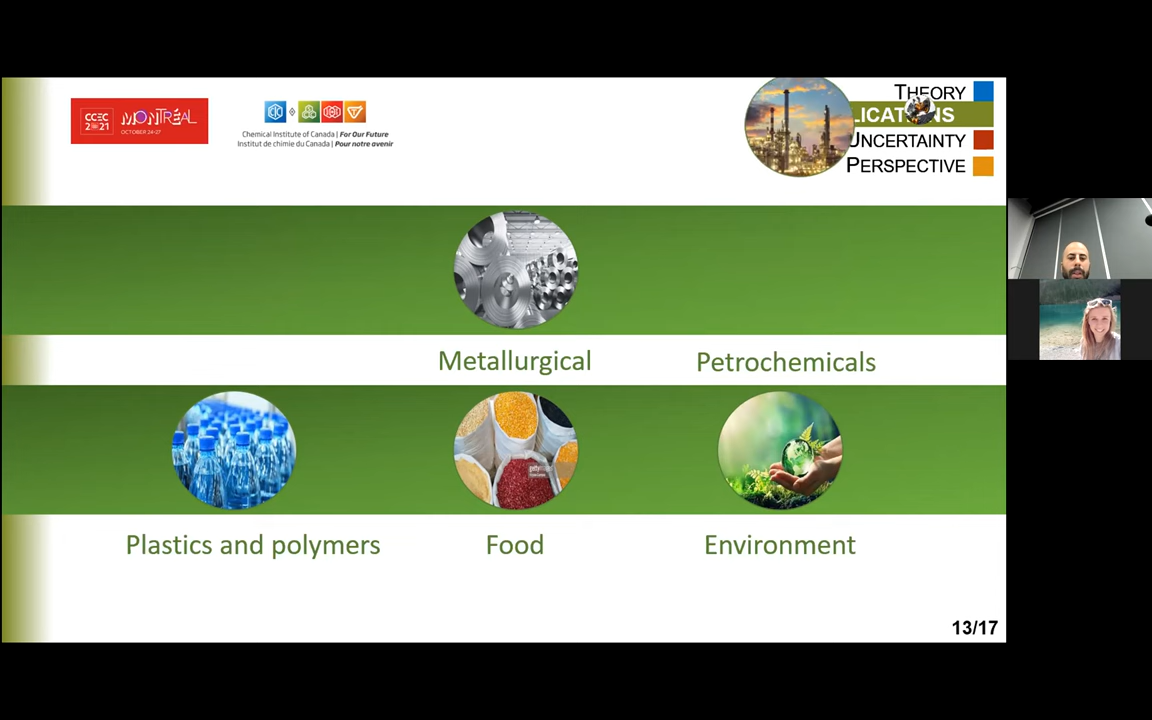 CCEC
2021
MONTRÉAL
OCTOBER 24-27
Chemical Institute of Canada | For Our Future
Institut de chimie du Canada | Pour notre avenir
THEORY
UNCERTAINTY
PERSPECTIVE
Metallurgical
Petrochemicals
Plastics and polymers
Food
Environment
13/17